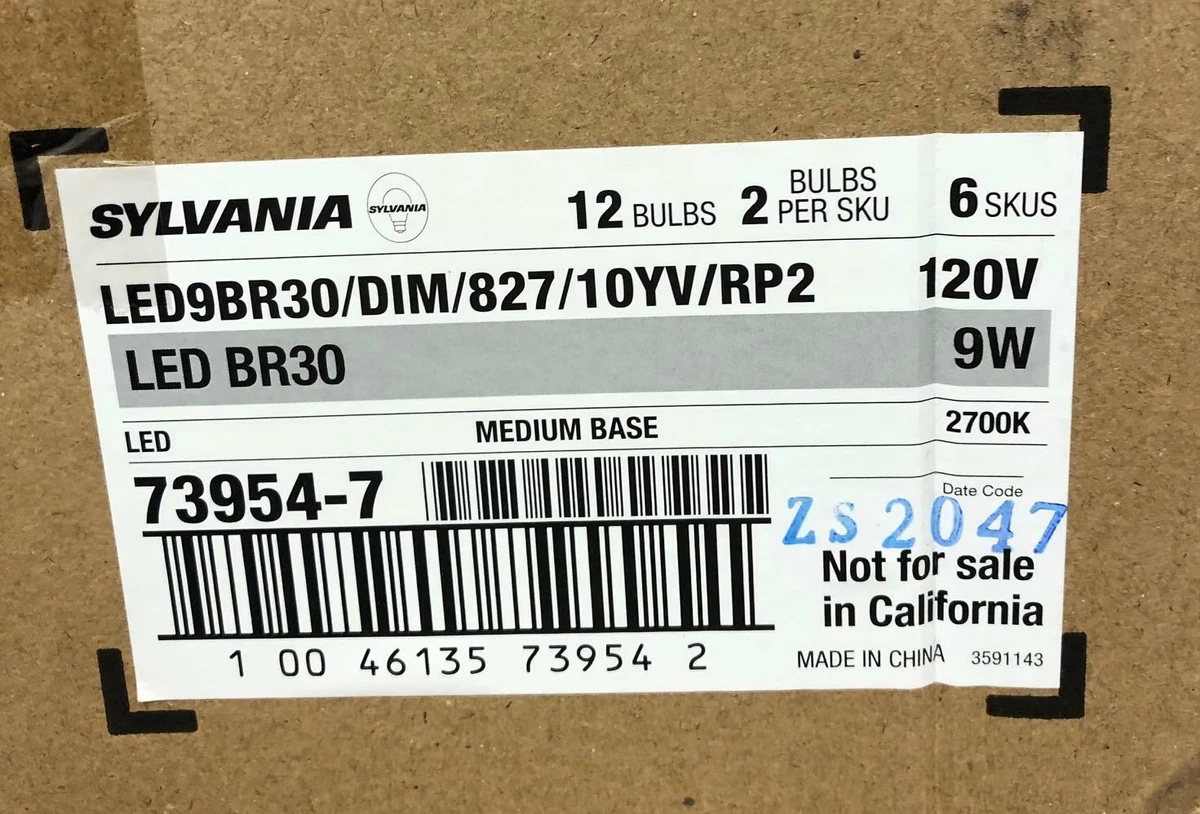 SYLVANIA SYLVANIA 12 BULBS 2 BULBS PER SKU 6 SKUS
LED9BR30/DIM/827/10YV/RP2 120V
LED BR30 9W
LED MEDIUM BASE 2700K
73954-7
Date Code
ZS2047
Not for sale
in California
1 00 46135 73954 2
MADE IN CHINA 3591143